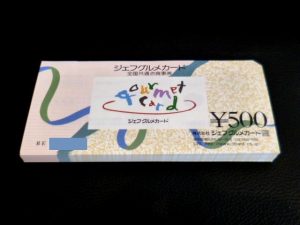 ジェフグルメカード
全国共通お食事券
gourmet
card
ジェフグルメカード
¥500
株式会社 ジェフグルメカード